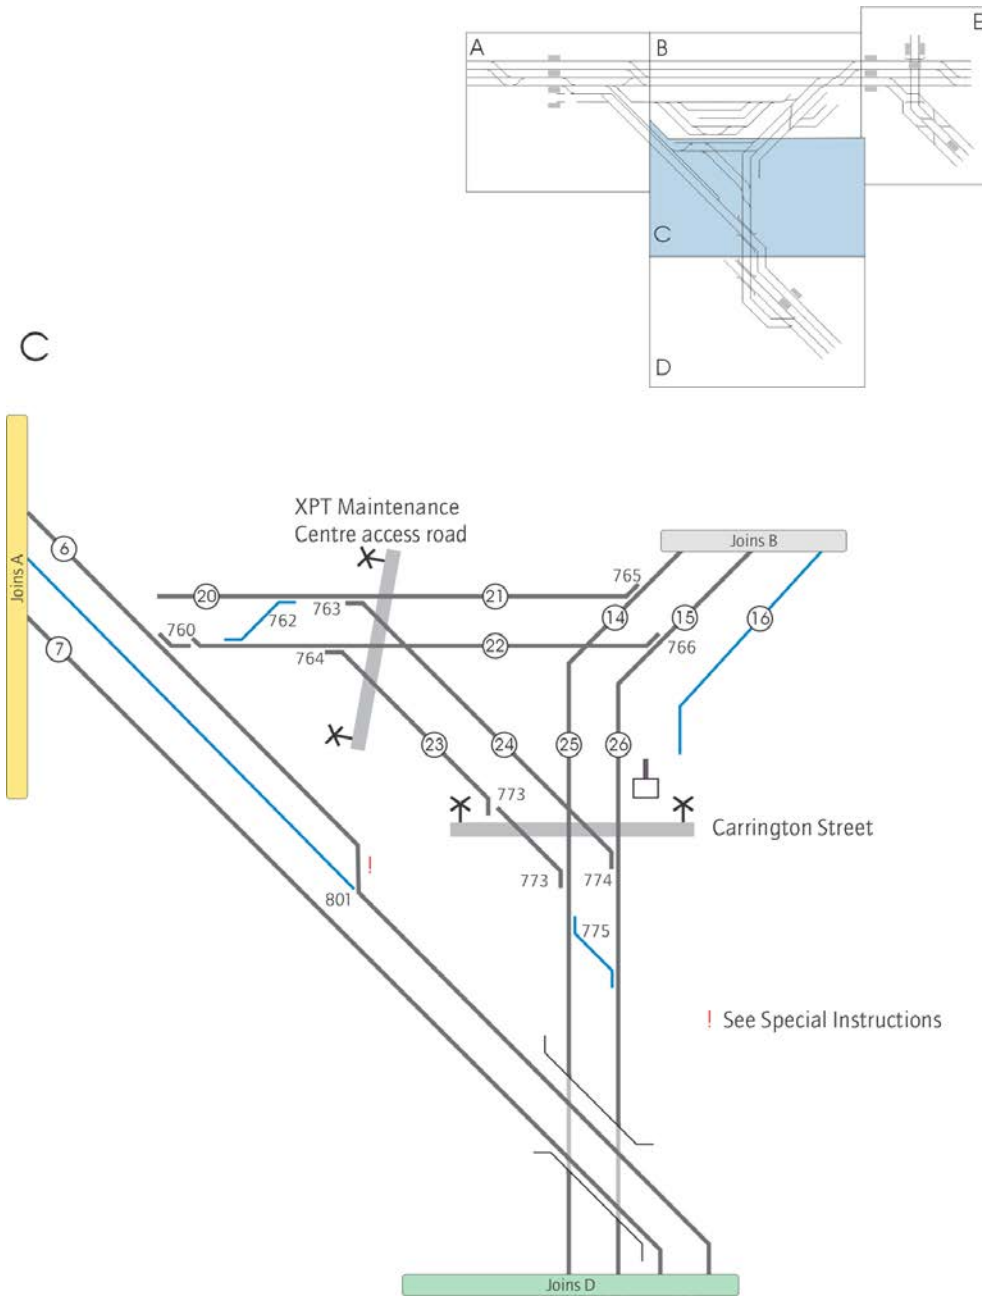 A
B
E
C
D
C
Joins A
XPT Maintenance
Centre access road
Joins B
6
20
762
763
21
765
14
15
16
7
760
764
22
766
23
24
25
26
773
Carrington Street
773
774
801
!
775
! See Special Instructions
Joins D